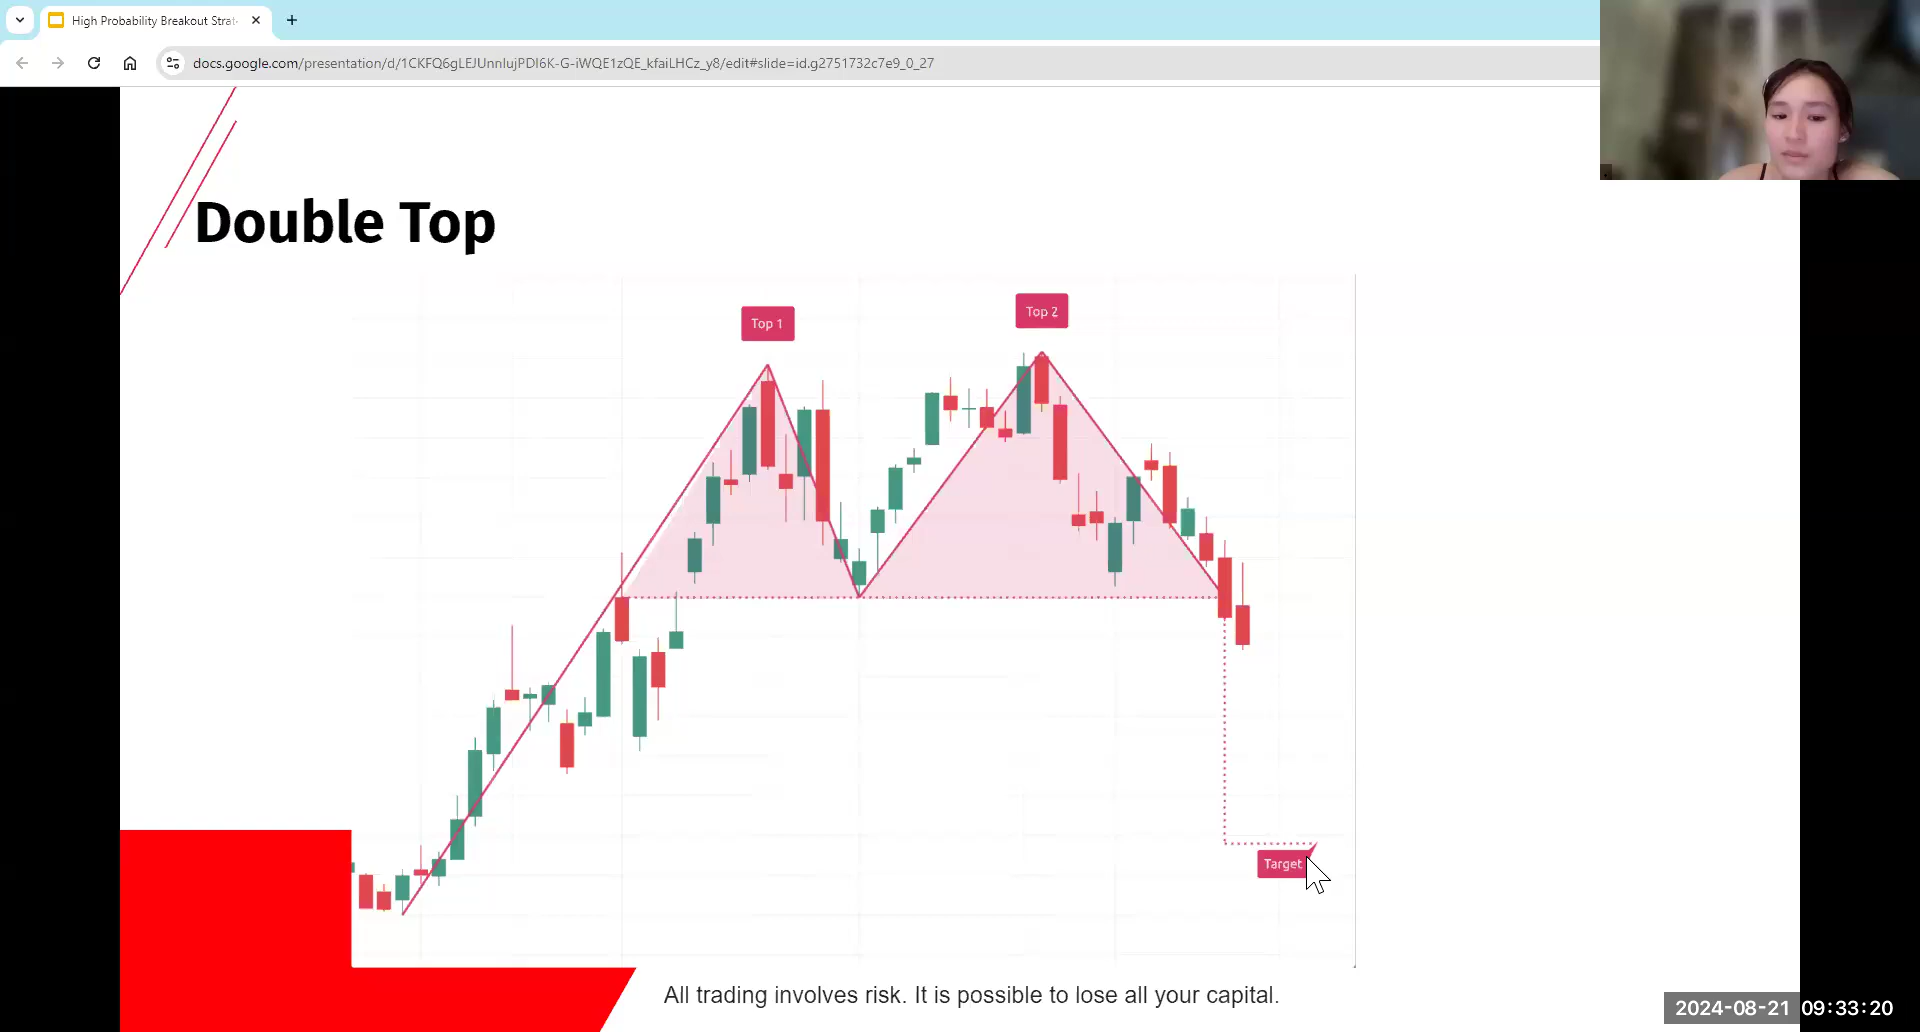 High Probability Breakout Strat
docs.google.com/presentation/d/1CKFQ6gLEJUnnIujPDI6K-G-iWQE1zQE_kfaiLHCz_y8/edit#slide=id.g2751732c7e9_0_27
Double Top
Top 1
Top 2
Target
All trading involves risk. It is possible to lose all your capital.
2024-08-21 09:33:20